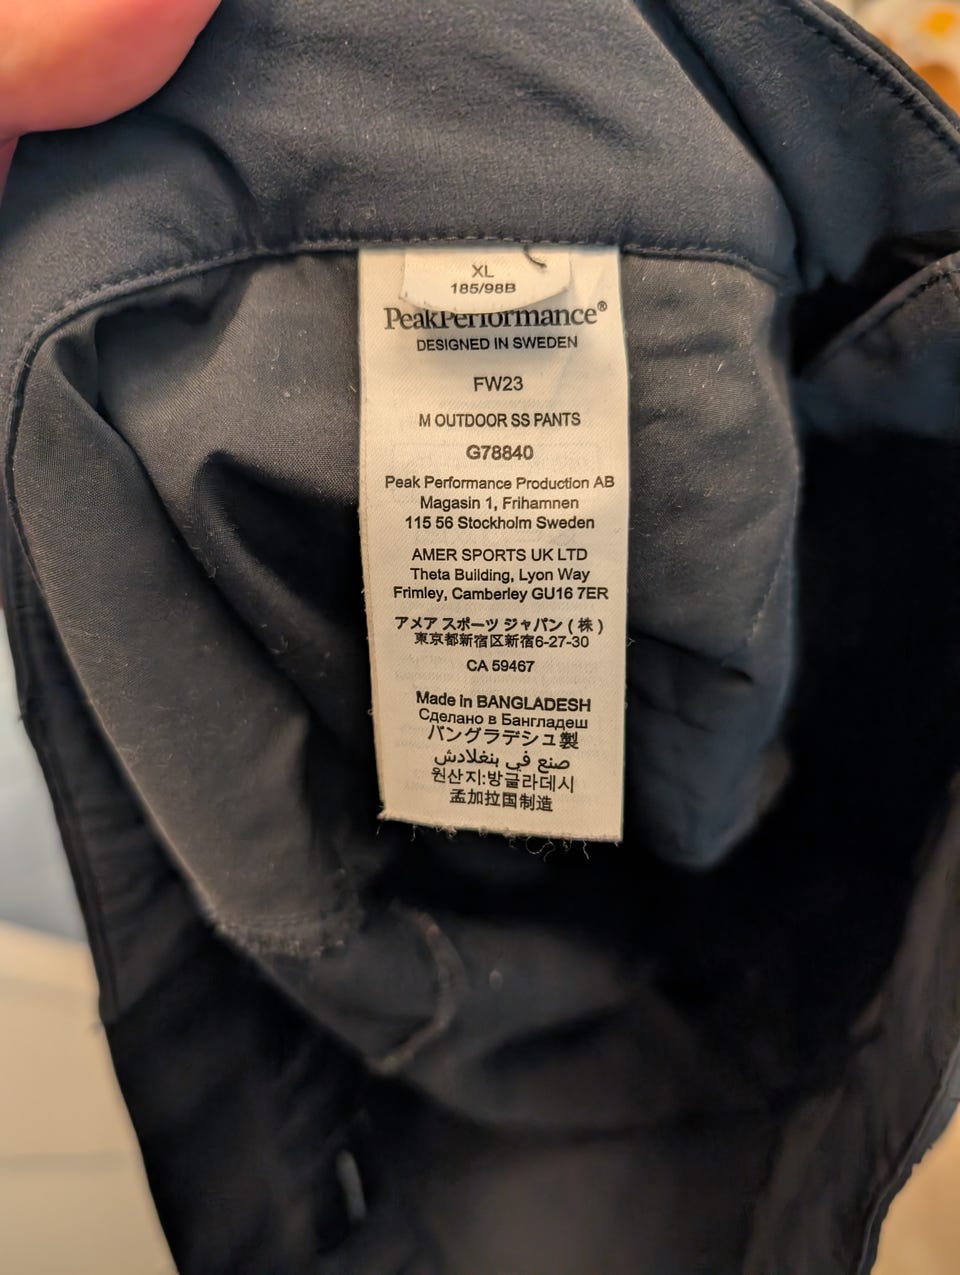 XL
185/98B
PeakPerformance®
DESIGNED IN SWEDEN
FW23
M OUTDOOR SS PANTS
G78840
Peak Performance Production AB
Magasin 1, Frihamnen
115 56 Stockholm Sweden
AMER SPORTS UK LTD
Theta Building, Lyon Way
Frimley, Camberley GU16 7ER
アメア スポーツ ジャパン ( 株 )
東京都新宿区新宿6-27-30
CA 59467
Made in BANGLADESH
Сделано в Бангладеш
バングラデシュ製
صنع في بنغلادش
원산지:방글라데시
孟加拉国制造